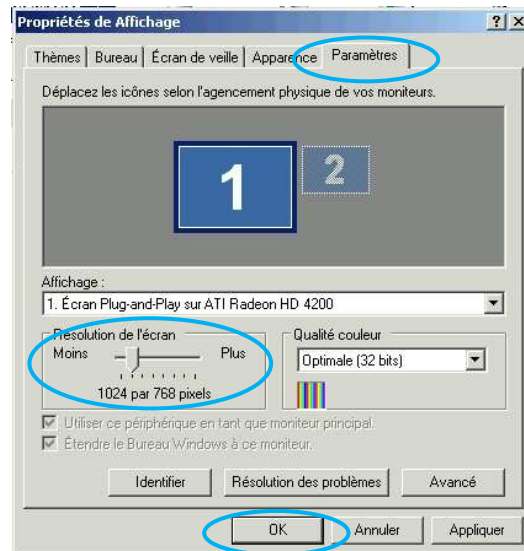 Propriétés de Affichage ? X
Thèmes Bureau Écran de veille Apparence Paramètres
Déplacez les icônes selon l'agencement physique de vos moniteurs.
1 2
Affichage :
1. Écran Plug-and-Play sur ATI Radeon HD 4200
Résolution de l'écran Qualité couleur
Moins Plus Optimale (32 bits)
1024 par 768 pixels
Utiliser ce périphérique en tant que moniteur principal.
Étendre le Bureau Windows à ce moniteur.
Identifier Résolution des problèmes Avancé
OK Annuler Appliquer